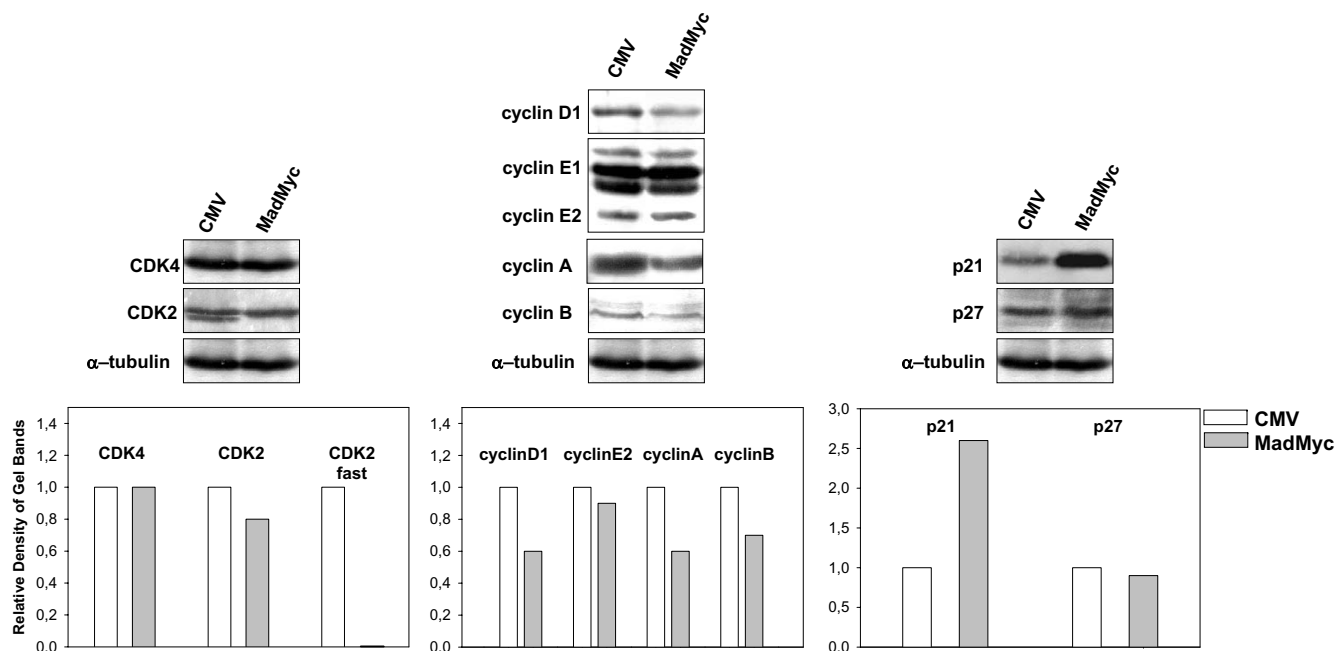 CMV
MadMyc
CDK4
CDK2
α–tubulin
CMV
MadMyc
cyclin D1
cyclin E1
cyclin E2
cyclin A
cyclin B
CMV
MadMyc
p21
p27
α–tubulin
Relative Density of Gel Bands
1,4
1,2
1,0
0,8
0,6
0,4
0,2
0,0
CDK4
CDK2
CDK2
fast
1,4
1,2
1,0
0,8
0,6
0,4
0,2
0,0
cyclinD1
cyclinE2
cyclinA
cyclinB
3,0
2,5
2,0
1,5
1,0
0,5
0,0
p21
p27
CMV
MadMyc